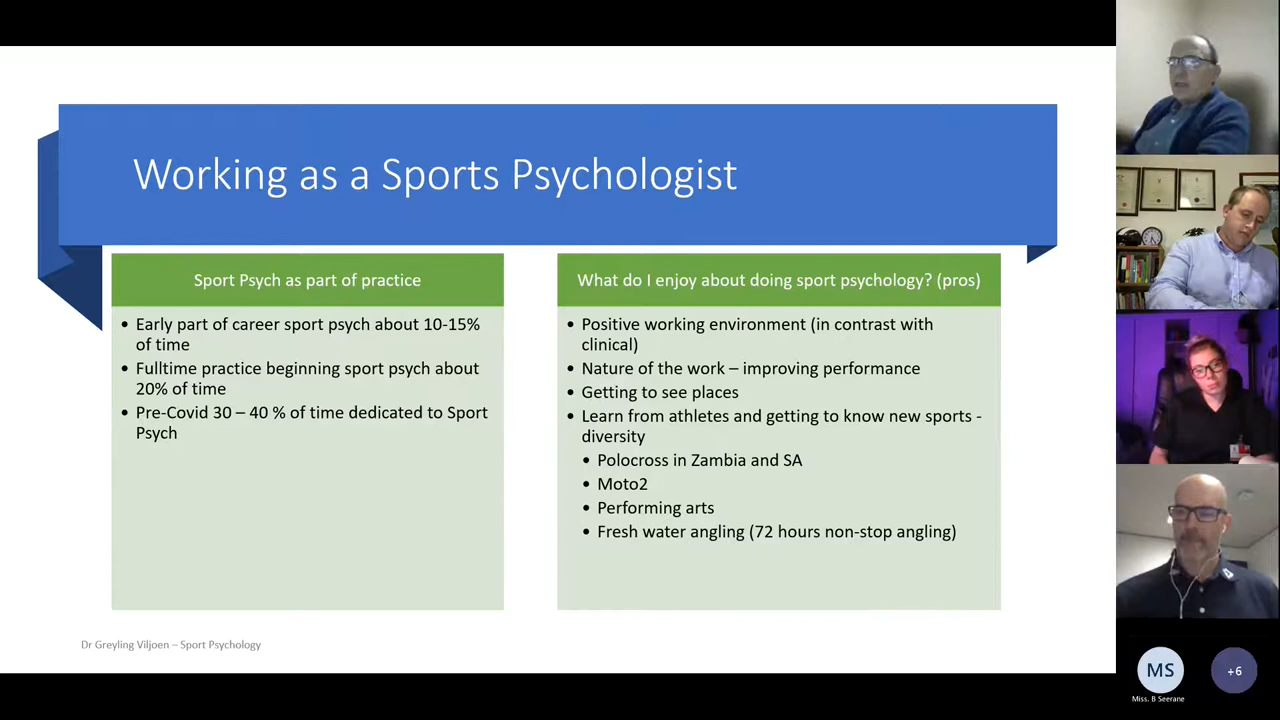 Working as a Sports Psychologist
Sport Psych as part of practice
• Early part of career sport psych about 10-15%
of time
• Fulltime practice beginning sport psych about
20% of time
• Pre-Covid 30 – 40 % of time dedicated to Sport
Psych
What do I enjoy about doing sport psychology? (pros)
• Positive working environment (in contrast with
clinical)
• Nature of the work – improving performance
• Getting to see places
• Learn from athletes and getting to know new sports -
diversity
• Polocross in Zambia and SA
• Moto2
• Performing arts
• Fresh water angling (72 hours non-stop angling)
Dr Greyling Viljoen – Sport Psychology
MS
Miss. B Seerane
+6